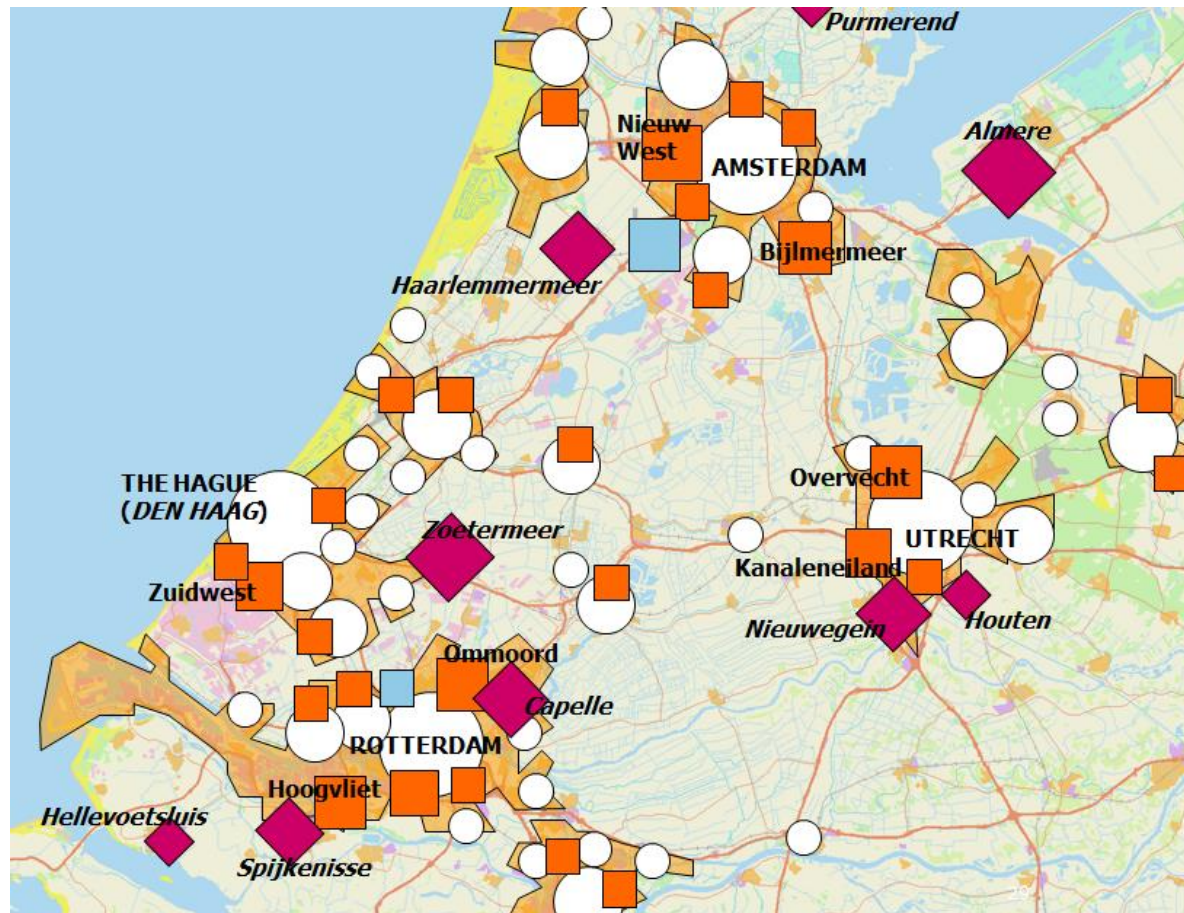 Purmerend
Nieuw
West
AMSTERDAM
Almere
Bijlmermeer
Haarlemmermeer
THE HAGUE
(DEN HAAG)
Zoetermeer
Overvecht
UTRECHT
Zuidwest
Kanaleneiland
Nieuwegein
Houten
Ommoord
Capelle
ROTTERDAM
Hoogvliet
Hellevoetsluis
Spijkenisse